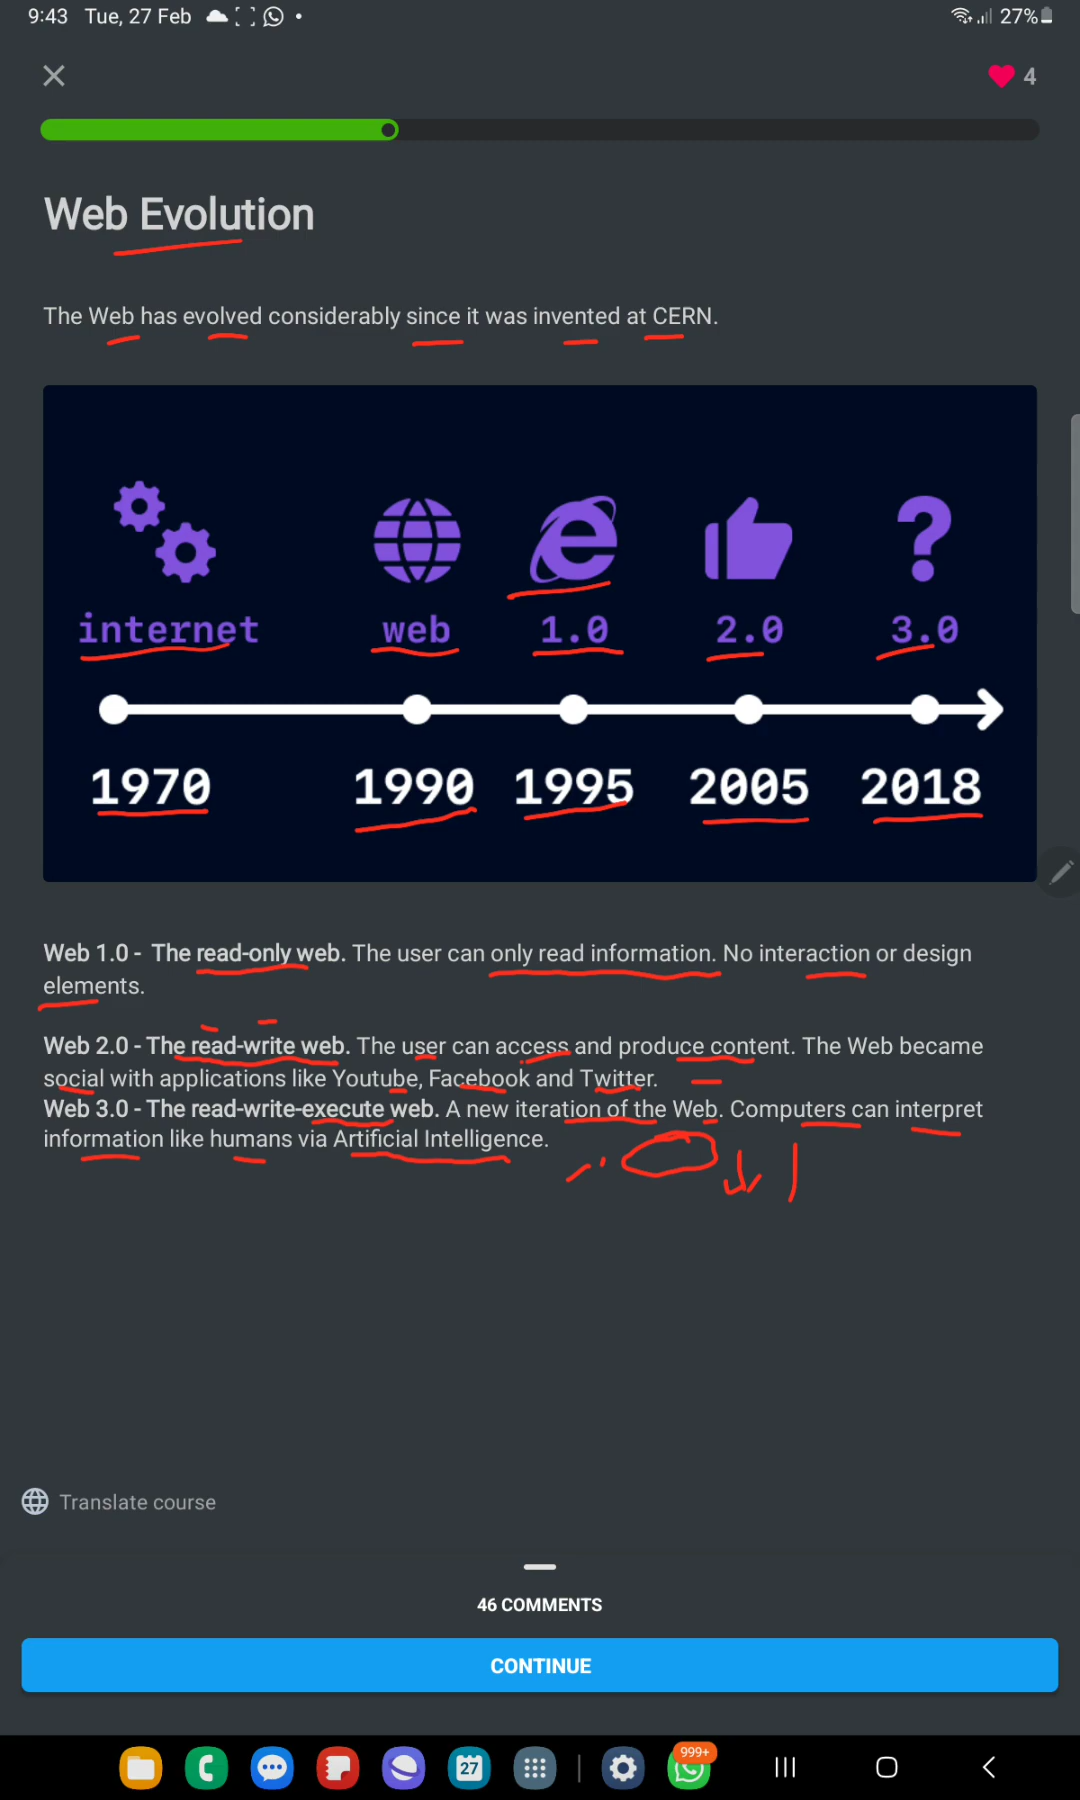 9:43 Tue, 27 Feb 27%
4
Web Evolution
The Web has evolved considerably since it was invented at CERN.
internet web 1.0 2.0 3.0
1970 1990 1995 2005 2018
Web 1.0 - The read-only web. The user can only read information. No interaction or design
elements.
Web 2.0 - The read-write web. The user can access and produce content. The Web became
social with applications like Youtube, Facebook and Twitter.
Web 3.0 - The read-write-execute web. A new iteration of the Web. Computers can interpret
information like humans via Artificial Intelligence.
Translate course
46 COMMENTS
CONTINUE
27
999+